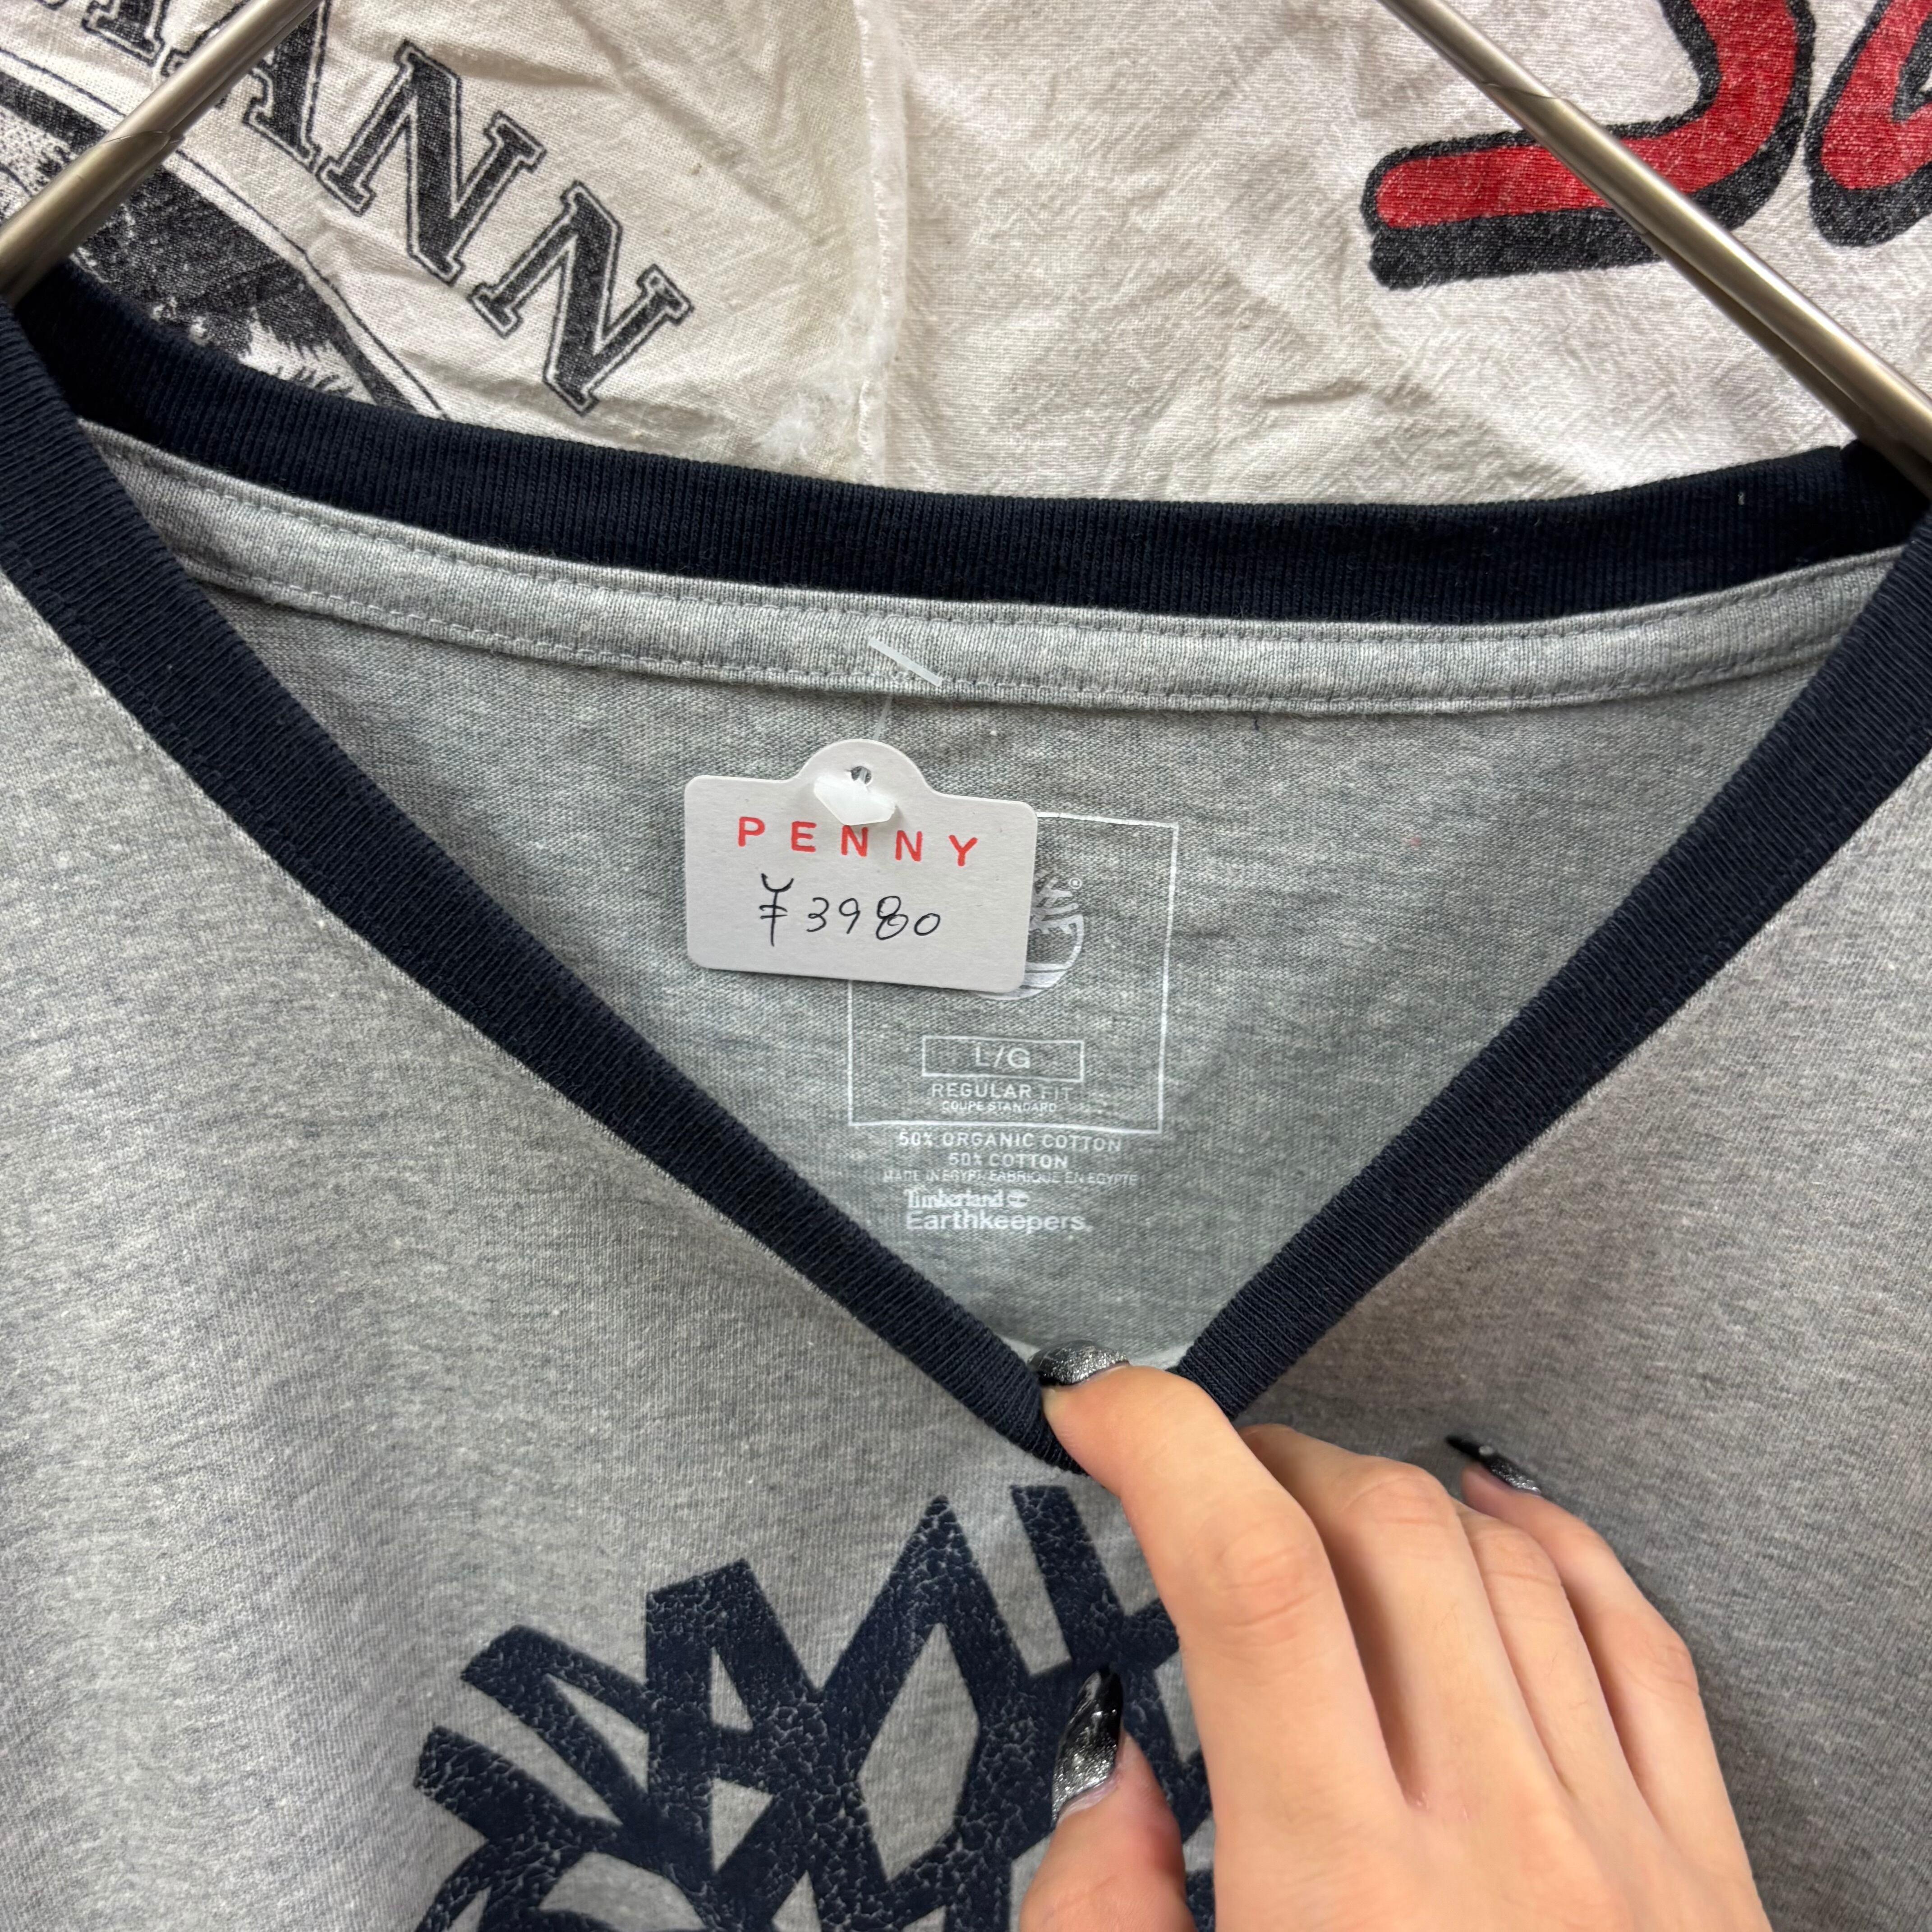 PENNY
¥3980
®
L/G
REGULAR FIT
COUPE STANDARD
50% ORGANIC COTTON
50% COTTON
MADE IN EGYPT/FABRIQUE EN EGYPTE
Timberland
Earthkeepers